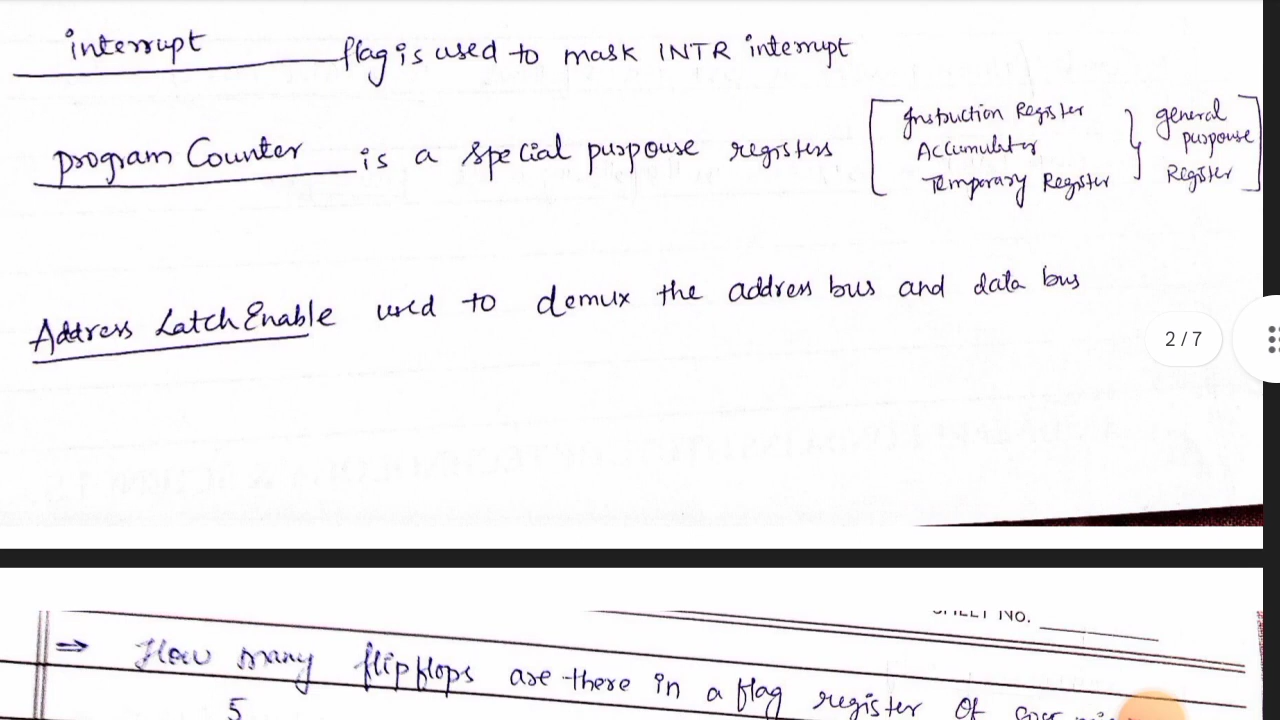 interrupt flag is used to mask INTR interrupt
program Counter is a special purpouse registers [Instruction Register
Accumulator
Temporary Register } general
purpouse
Register]
Address Latch Enable used to demux the address bus and data bus
2 / 7
SHEET NO.
⇒ How many flipflops are there in a flag register of
5